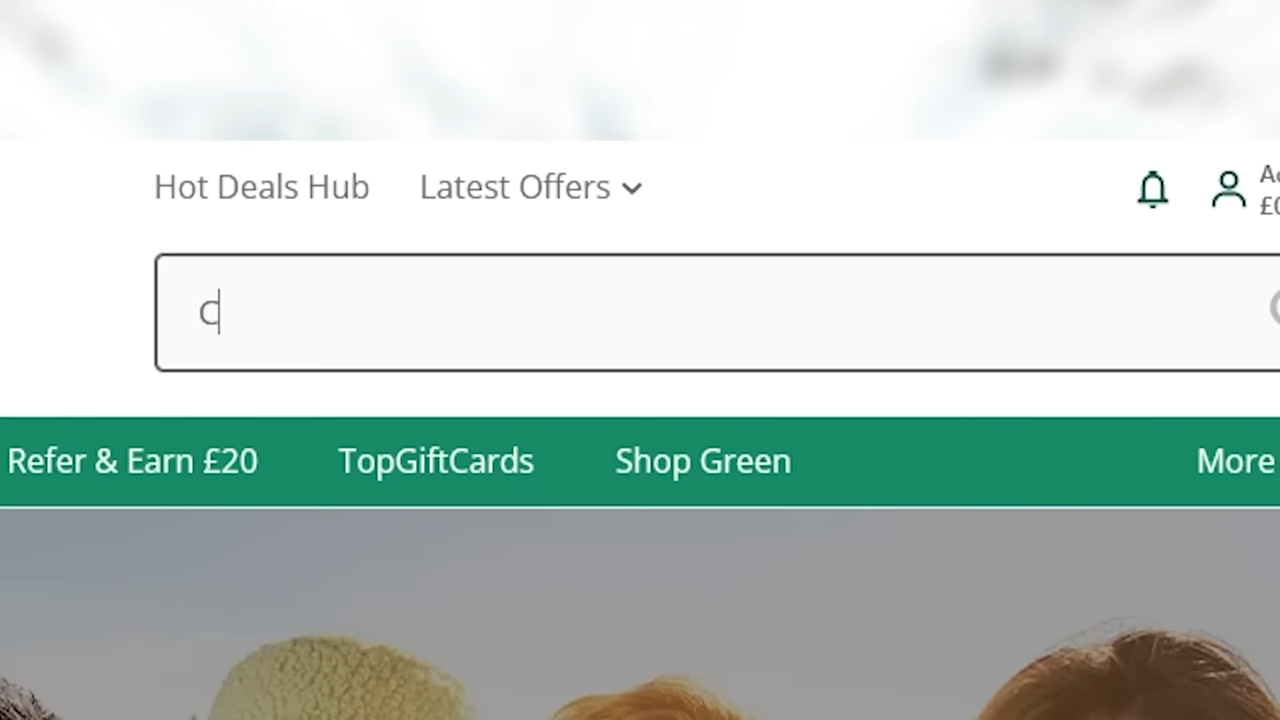 Hot Deals Hub
Latest Offers
C
Refer & Earn £20
TopGiftCards
Shop Green
More